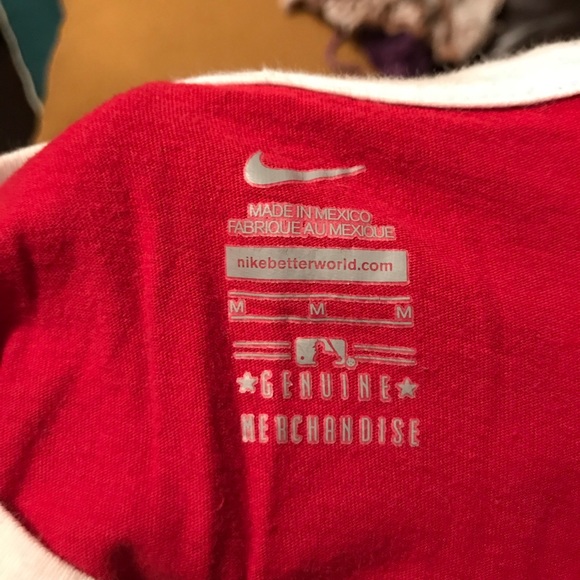 MADE IN MEXICO
FABRIQUE AU MEXIQUE
nikebetterworld.com
M M M
GENUINE
MERCHANDISE